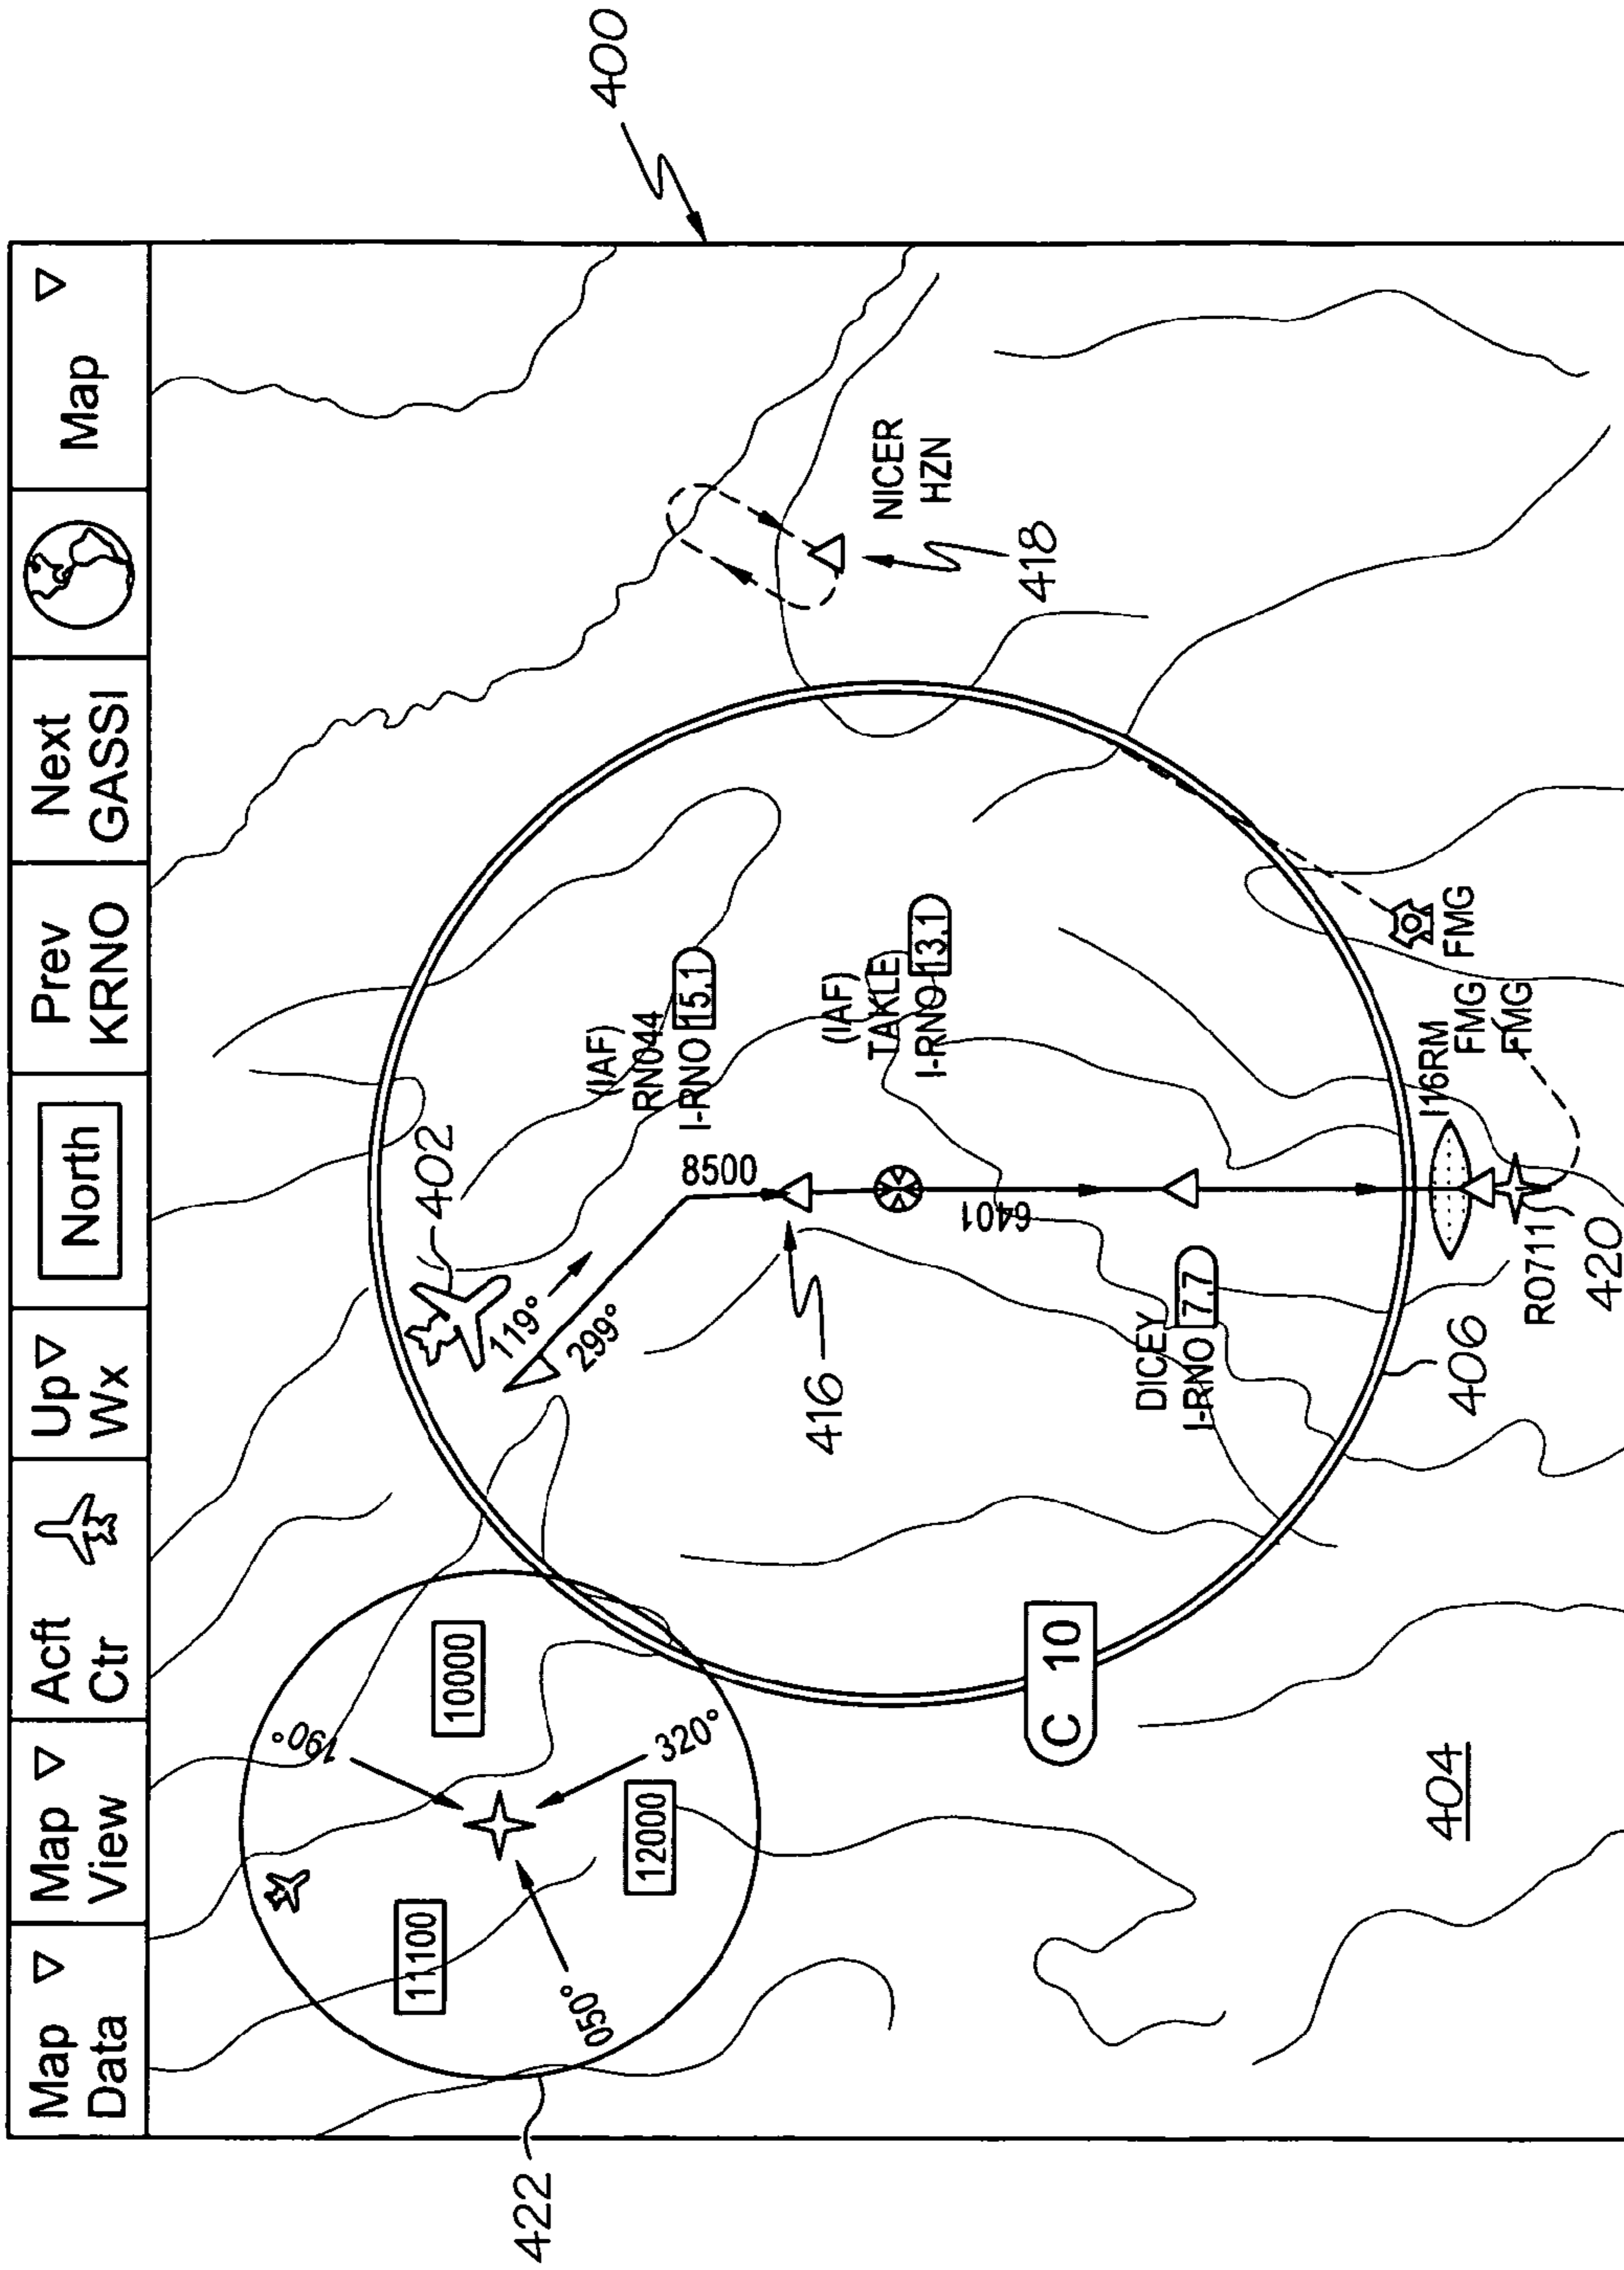 Map ▽
Data
Map ▽
View
Acft
Ctr
Up ▽
Wx
North
Prev
KRNO
Next
GASSI
Map ▽
400
422
190°
10000
11100
050°
12000
320°
402
119°
299°
(IAF)
RN044
I-RNO 15.1
8500
416
(IAF)
TAKLE
I-RNO 13.1
6401
NICER
HZN
418
DICEY
I-RNO 7.7
C 10
404
406
I16RM
FMG
FMG
FMG
RO711
420